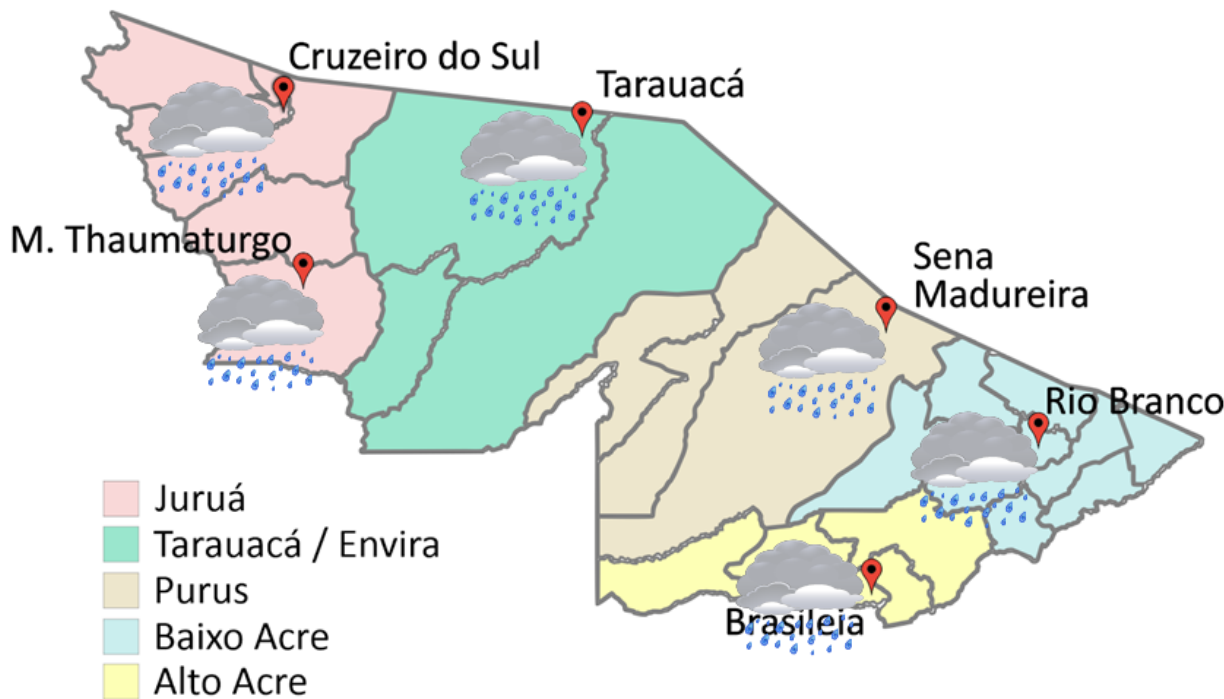 Cruzeiro do Sul
Tarauacá
M. Thaumaturgo
Sena
Madureira
Rio Branco
Brasileia
Juruá
Tarauacá / Envira
Purus
Baixo Acre
Alto Acre